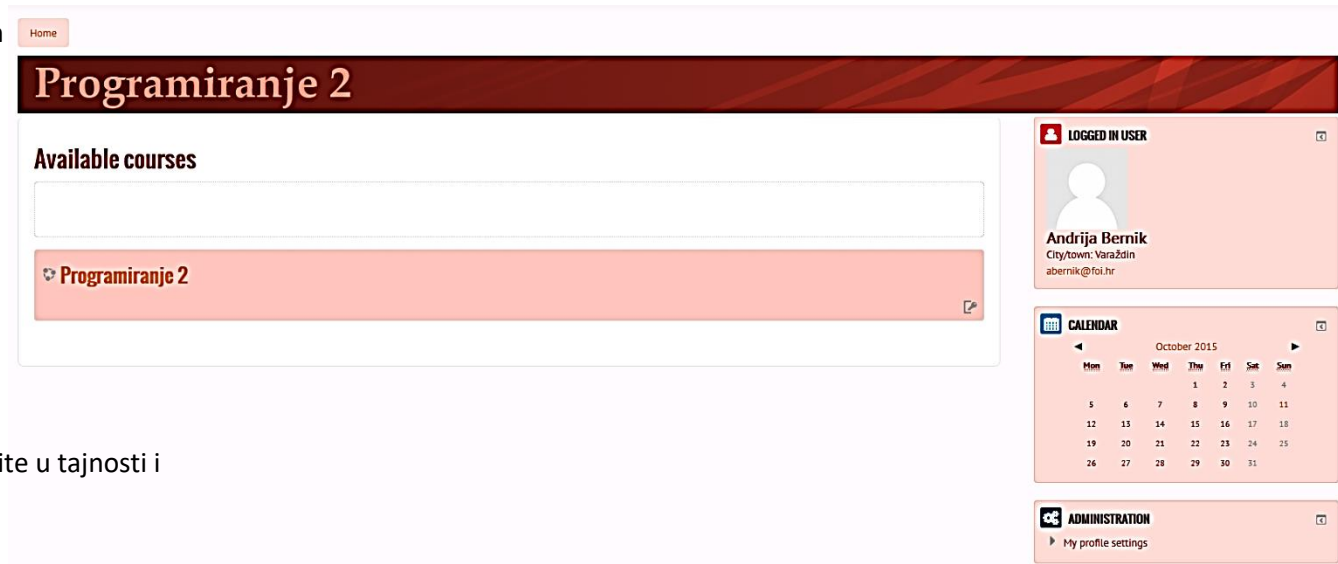 Home
Programiranje 2
Available courses
Programiranje 2
ite u tajnosti i
LOGGED IN USER
Andrija Bernik
City/town: Varaždin
abernik@foi.hr
CALENDAR
October 2015
Mon Tue Wed Thu Fri Sat Sun
1 2 3 4
5 6 7 8 9 10 11
12 13 14 15 16 17 18
19 20 21 22 23 24 25
26 27 28 29 30 31
ADMINISTRATION
My profile settings